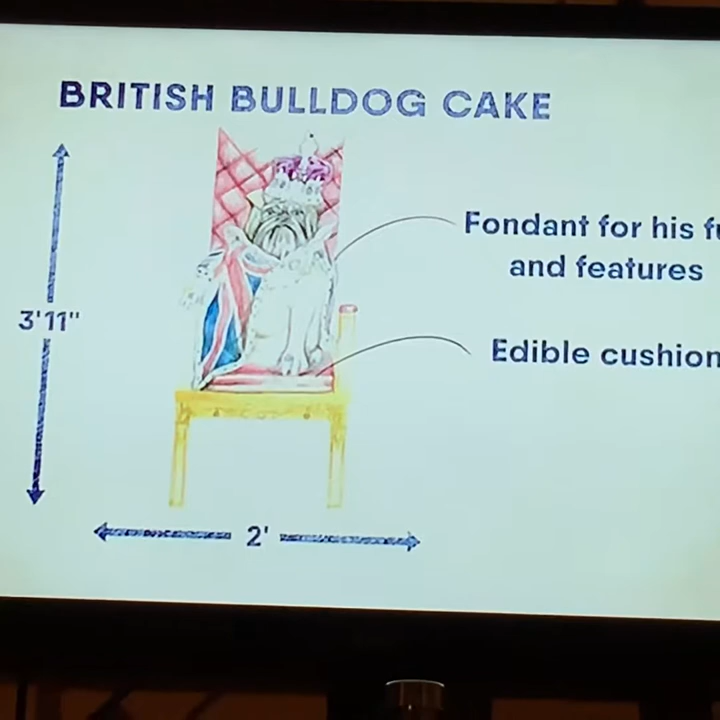 BRITISH BULLDOG CAKE
Fondant for his
and features
3'11"
Edible cushion
2'